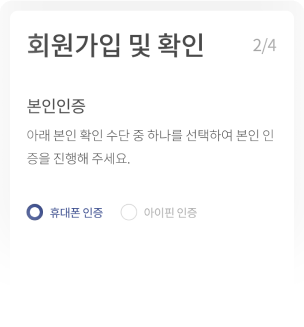 회원가입 및 확인 2/4
본인인증
아래 본인 확인 수단 중 하나를 선택하여 본인 인
증을 진행해 주세요.
휴대폰 인증 아이핀 인증